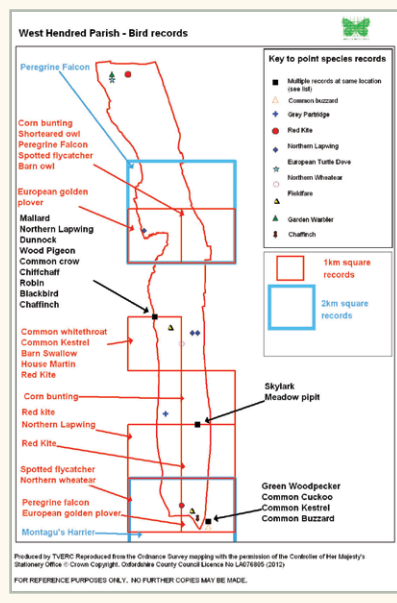 West Hendred Parish - Bird records
Peregrine Falcon
Corn bunting
Shorteared owl
Peregrine Falcon
Spotted flycatcher
Barn owl
European golden
plover
Mallard
Northern Lapwing
Dunnock
Wood Pigeon
Common crow
Chiffchaff
Robin
Blackbird
Chaffinch
Common whitethroat
Common Kestrel
Barn Swallow
House Martin
Red Kite
Corn bunting
Red kite
Northern Lapwing
Red Kite
Spotted flycatcher
Northern wheatear
Peregrine falcon
European golden plover
Montagu's Harrier
Skylark
Meadow pipit
Green Woodpecker
Common Cuckoo
Common Kestrel
Common Buzzard
Key to point species records
Multiple records at same location
(see list)
Common buzzard
Grey Partridge
Red Kite
Northern Lapwing
European Turtle Dove
Northern Wheatear
Fieldfare
Garden Warbler
Chaffinch
1km square
records
2km square
records
Produced by TVERC Reproduced from the Ordnance Survey mapping with the permission of the Controller of Her Majesty's
Stationery Office © Crown Copyright. Oxfordshire County Council Licence No LA076805 (2012)
FOR REFERENCE PURPOSES ONLY. NO FURTHER COPIES MAY BE MADE.